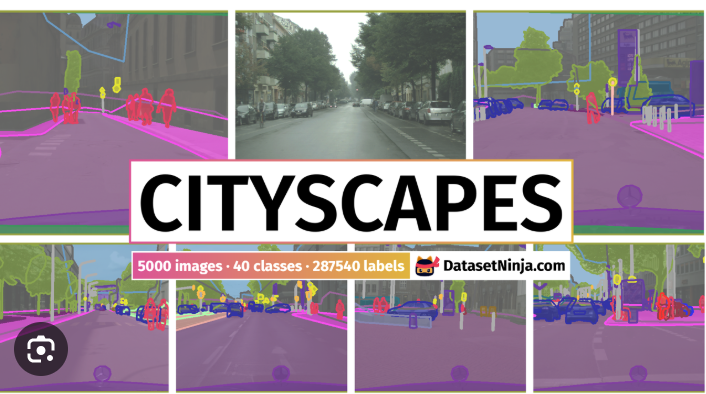 CITYSCAPES
5000 images · 40 classes · 287540 labels
DatasetNinja.com